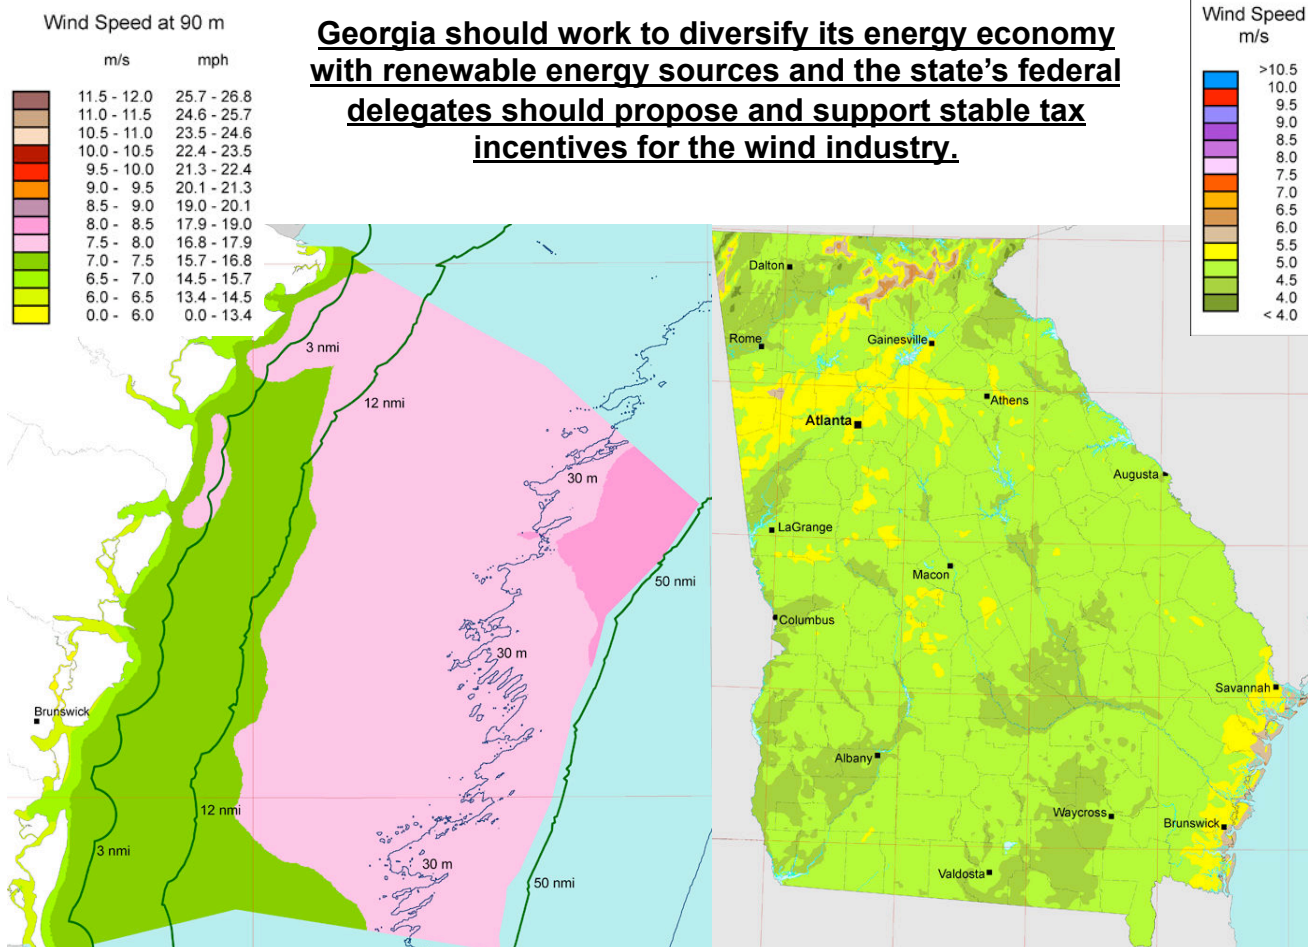 Wind Speed at 90 m
m/s mph
11.5 - 12.0 25.7 - 26.8
11.0 - 11.5 24.6 - 25.7
10.5 - 11.0 23.5 - 24.6
10.0 - 10.5 22.4 - 23.5
9.5 - 10.0 21.3 - 22.4
9.0 - 9.5 20.1 - 21.3
8.5 - 9.0 19.0 - 20.1
8.0 - 8.5 17.9 - 19.0
7.5 - 8.0 16.8 - 17.9
7.0 - 7.5 15.7 - 16.8
6.5 - 7.0 14.5 - 15.7
6.0 - 6.5 13.4 - 14.5
0.0 - 6.0 0.0 - 13.4
Georgia should work to diversify its energy economy
with renewable energy sources and the state’s federal
delegates should propose and support stable tax
incentives for the wind industry.
Wind Speed
m/s
>10.5
10.0
9.5
9.0
8.5
8.0
7.5
7.0
6.5
6.0
5.5
5.0
4.5
4.0
< 4.0
3 nmi
12 nmi
30 m
50 nmi
30 m
Brunswick
12 nmi
3 nmi
30 m
50 nmi
Dalton
Rome
Gainesville
Athens
Atlanta
Augusta
LaGrange
Macon
Columbus
Savannah
Albany
Waycross
Brunswick
Valdosta